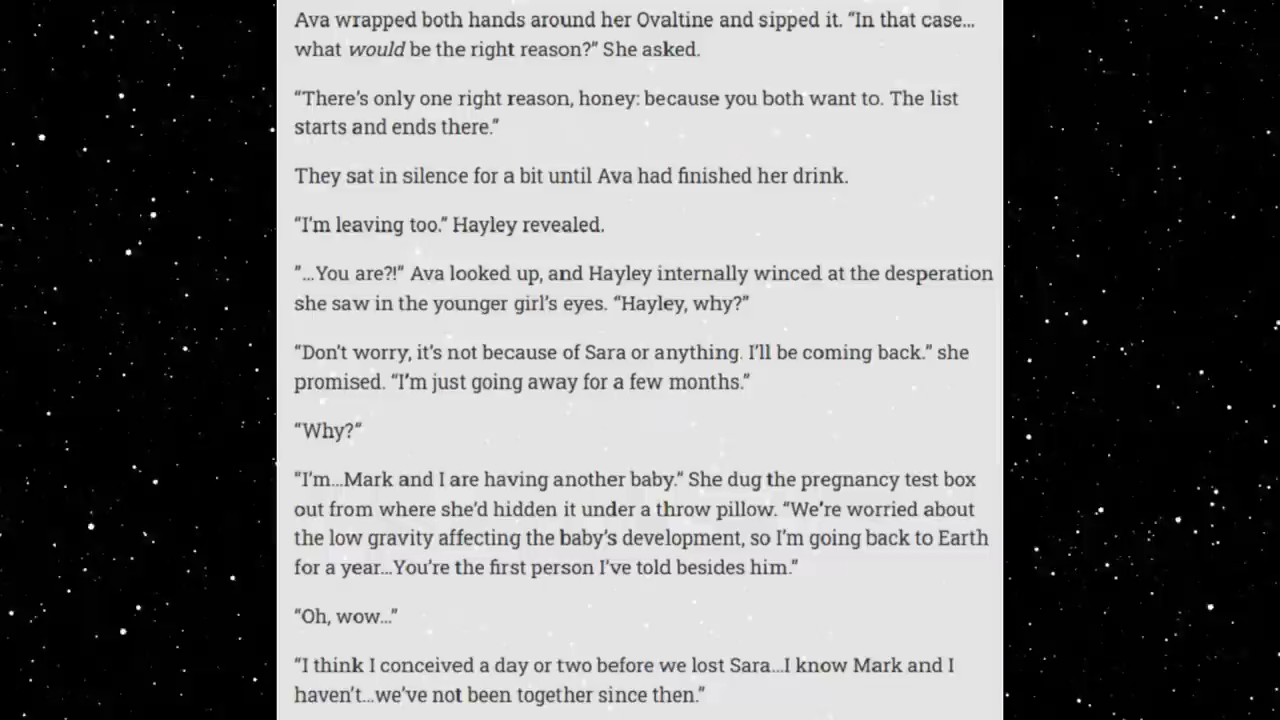 Ava wrapped both hands around her Ovaltine and sipped it. “In that case…
what would be the right reason?” She asked.
“There’s only one right reason, honey: because you both want to. The list
starts and ends there.”
They sat in silence for a bit until Ava had finished her drink.
“I’m leaving too.” Hayley revealed.
”…You are?!” Ava looked up, and Hayley internally winced at the desperation
she saw in the younger girl’s eyes. “Hayley, why?”
“Don’t worry, it’s not because of Sara or anything. I’ll be coming back.” she
promised. “I’m just going away for a few months.”
“Why?“
“I’m…Mark and I are having another baby.” She dug the pregnancy test box
out from where she’d hidden it under a throw pillow. “We’re worried about
the low gravity affecting the baby’s development, so I’m going back to Earth
for a year…You’re the first person I’ve told besides him.”
“Oh, wow…”
“I think I conceived a day or two before we lost Sara…I know Mark and I
haven’t…we’ve not been together since then.”